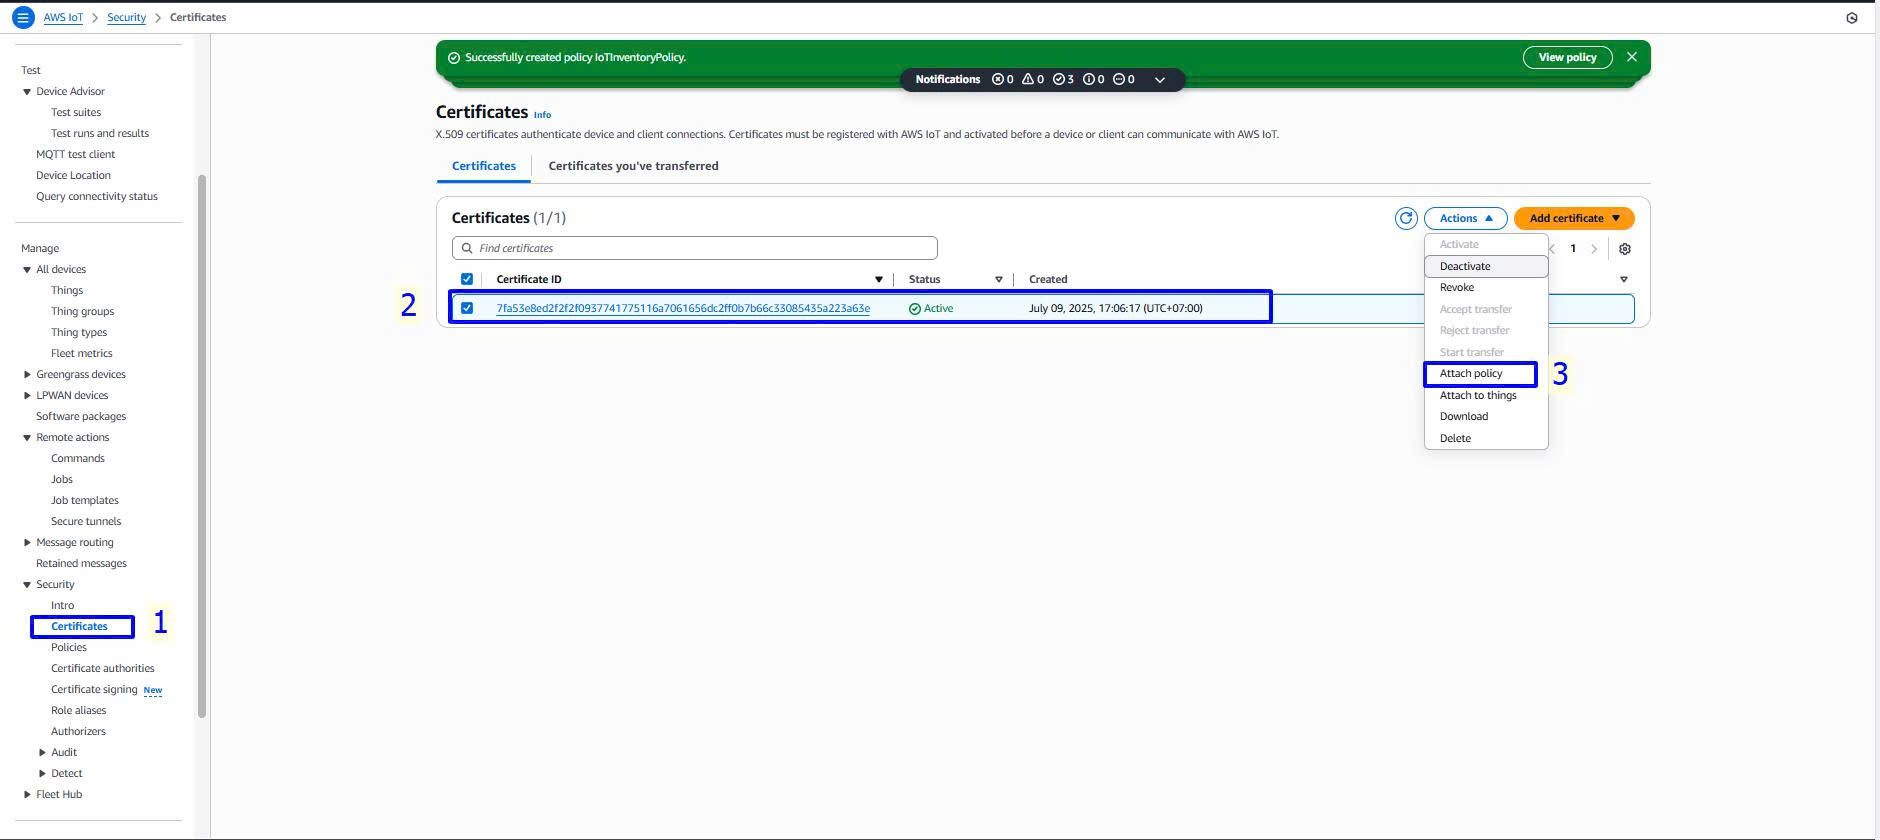 AWS IoT > Security > Certificates
Test
Device Advisor
Test suites
Test runs and results
MQTT test client
Device Location
Query connectivity status
Manage
All devices
Things
Thing groups
Thing types
Fleet metrics
Greengrass devices
LPWAN devices
Software packages
Remote actions
Commands
Jobs
Job templates
Secure tunnels
Message routing
Retained messages
Security
Intro
Certificates 1
Policies
Certificate authorities
Certificate signing New
Role aliases
Authorizers
Audit
Detect
Fleet Hub
Successfully created policy IoTInventoryPolicy. View policy
Notifications 0 0 3 0 0
Certificates Info
X.509 certificates authenticate device and client connections. Certificates must be registered with AWS IoT and activated before a device or client can communicate with AWS IoT.
Certificates Certificates you've transferred
Certificates (1/1) Actions Add certificate
Find certificates 1
Certificate ID Status Created
2 7fa53e8ed2f2f2f0937741775116a7061656dc2ff0b7b66c33085435a223a63e Active July 09, 2025, 17:06:17 (UTC+07:00)
Activate
Deactivate
Revoke
Accept transfer
Reject transfer
Start transfer
Attach policy 3
Attach to things
Download
Delete